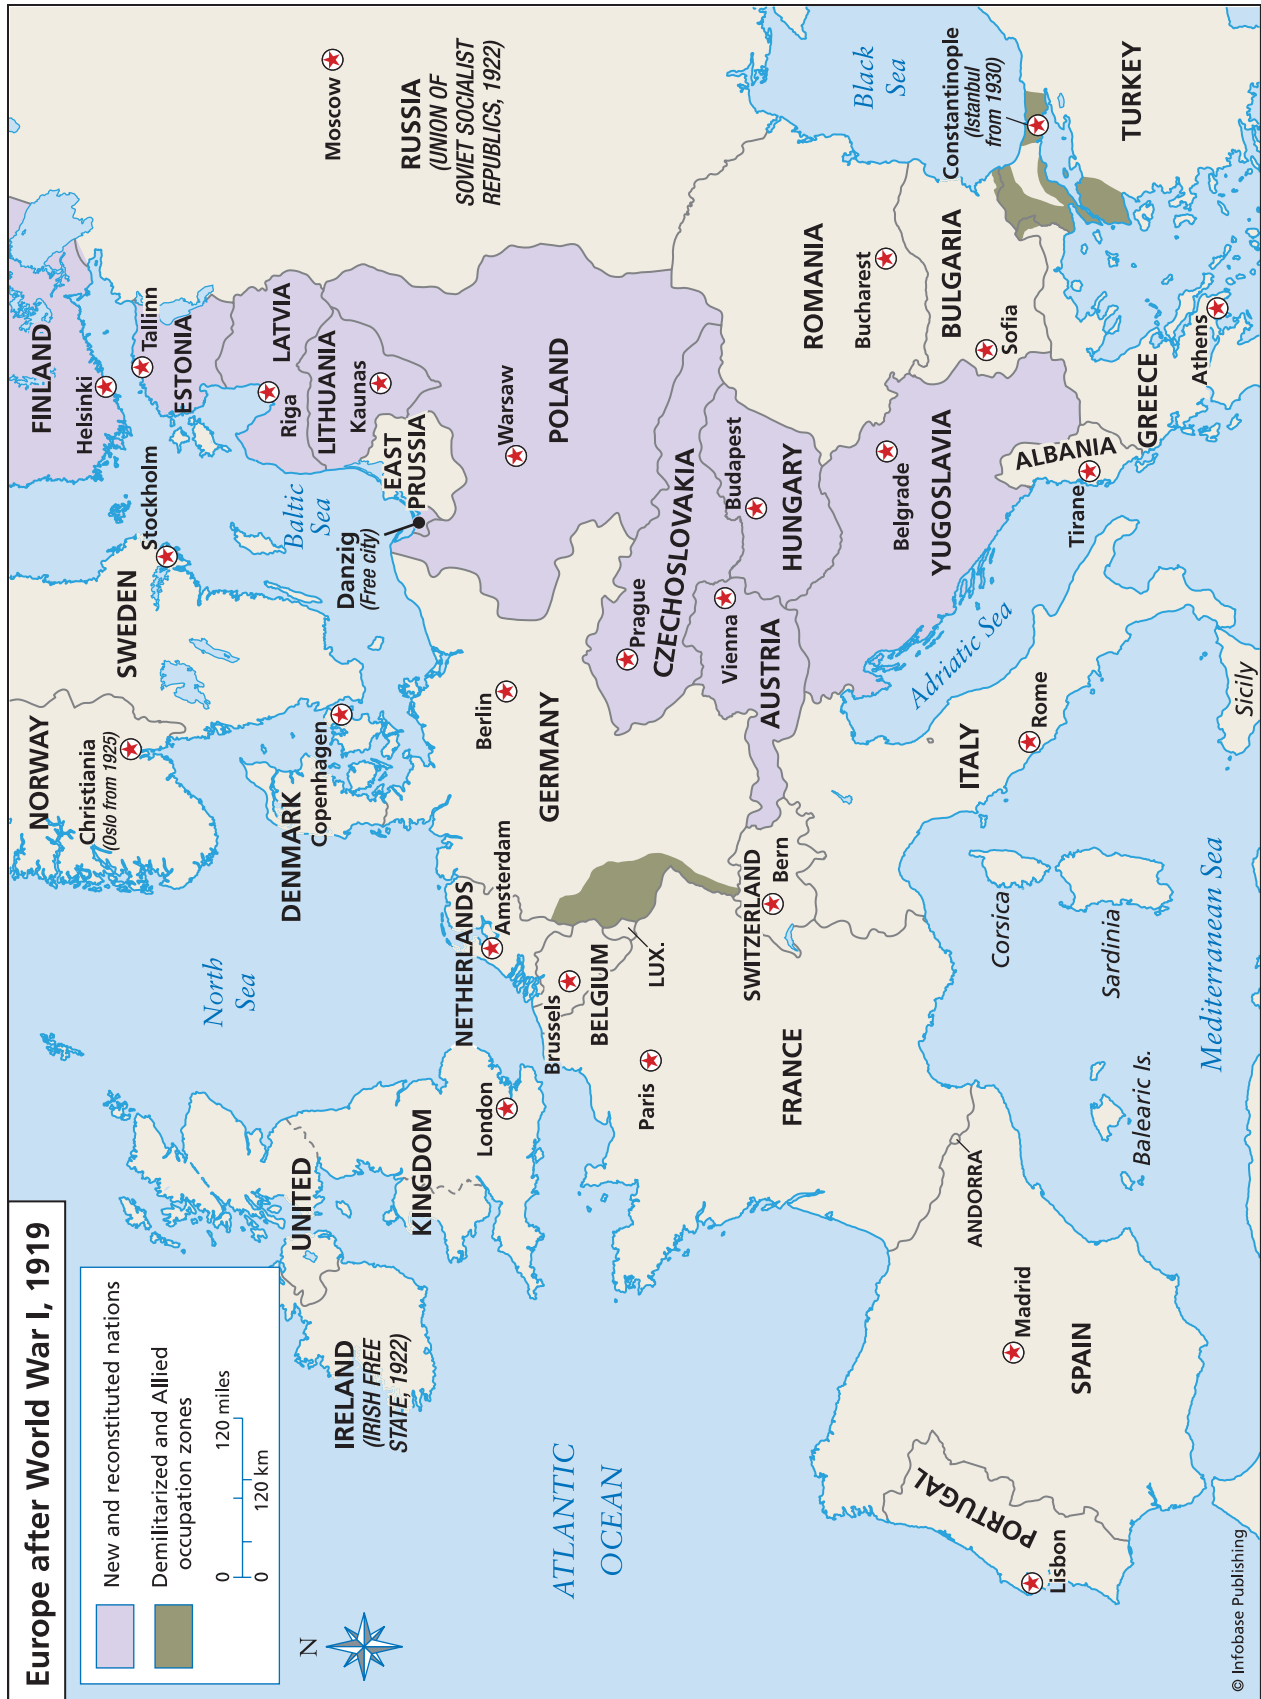 Europe after World War I, 1919
New and reconstituted nations
Demilitarized and Allied
occupation zones
0
120 miles
0
120 km
N
NORWAY
Christiania
(Oslo from 1925)
SWEDEN
Stockholm
FINLAND
Helsinki
Tallinn
ESTONIA
LATVIA
Riga
LITHUANIA
Kaunas
EAST
PRUSSIA
Baltic
Sea
Danzig
(Free city)
Moscow
RUSSIA
(UNION OF
SOVIET SOCIALIST
REPUBLICS, 1922)
North
Sea
DENMARK
Copenhagen
UNITED
KINGDOM
London
IRELAND
(IRISH FREE
STATE, 1922)
NETHERLANDS
Amsterdam
Brussels
BELGIUM
LUX.
Berlin
GERMANY
Warsaw
POLAND
Prague
CZECHOSLOVAKIA
Vienna
AUSTRIA
Budapest
HUNGARY
ATLANTIC
OCEAN
Paris
FRANCE
SWITZERLAND
Bern
ROMANIA
Bucharest
Black
Sea
Belgrade
YUGOSLAVIA
BULGARIA
Sofia
Constantinople
(Istanbul
from 1930)
TURKEY
Adriatic Sea
ITALY
Rome
Corsica
Sardinia
Sicily
ALBANIA
Tirane
GREECE
Athens
ANDORRA
Madrid
SPAIN
PORTUGAL
Lisbon
Balearic Is.
Mediterranean Sea
© Infobase Publishing